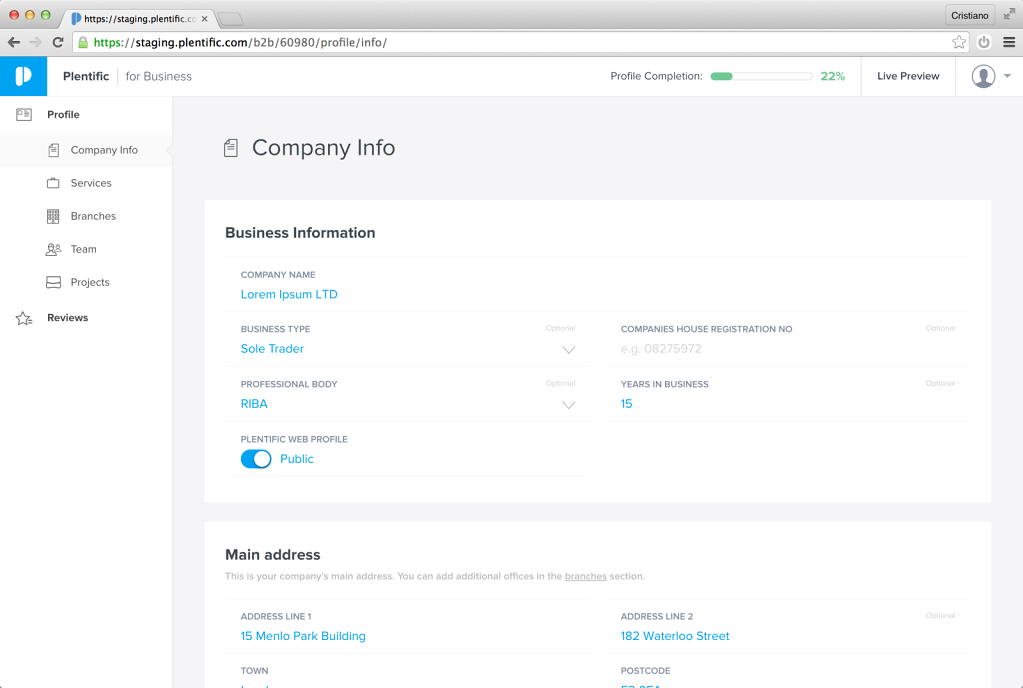 https://staging.plentific.co
Cristiano
https://staging.plentific.com/b2b/60980/profile/info/
Plentific for Business
Profile Completion: 22%
Live Preview
Profile
Company Info
Services
Branches
Team
Projects
Reviews
Company Info
Business Information
COMPANY NAME
Lorem Ipsum LTD
BUSINESS TYPE Optional
Sole Trader
COMPANIES HOUSE REGISTRATION NO Optional
e.g. 08275972
PROFESSIONAL BODY Optional
RIBA
YEARS IN BUSINESS Optional
15
PLENTIFIC WEB PROFILE
Public
Main address
This is your company's main address. You can add additional offices in the branches section.
ADDRESS LINE 1
15 Menlo Park Building
ADDRESS LINE 2 Optional
182 Waterloo Street
TOWN
POSTCODE